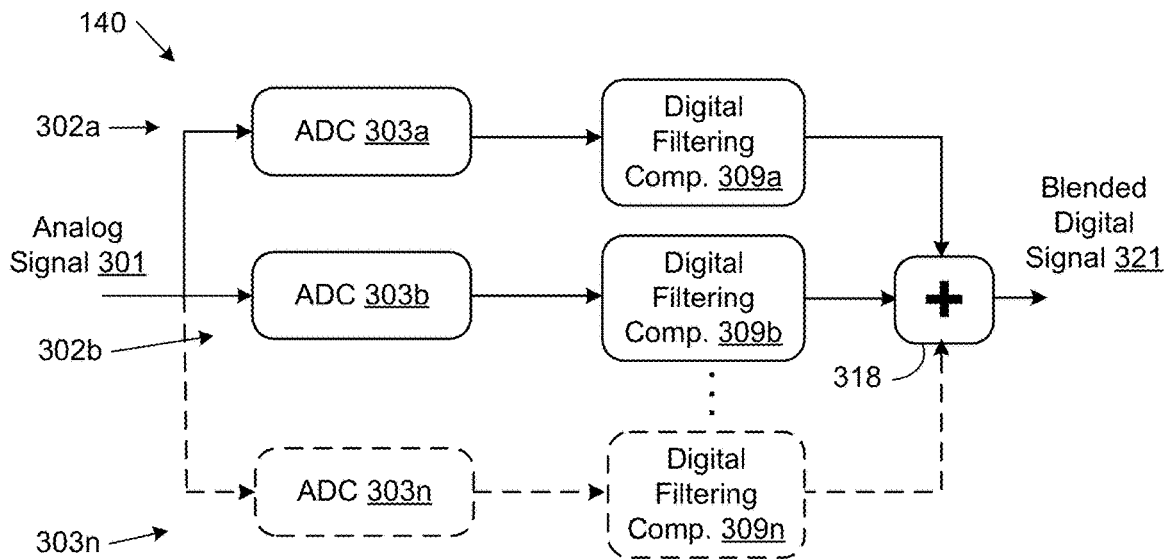 140
302a
ADC 303a
Digital
Filtering
Comp. 309a
Analog
Signal 301
ADC 303b
Digital
Filtering
Comp. 309b
Blended
Digital
Signal 321
+
302b
318
ADC 303n
Digital
Filtering
Comp. 309n
303n